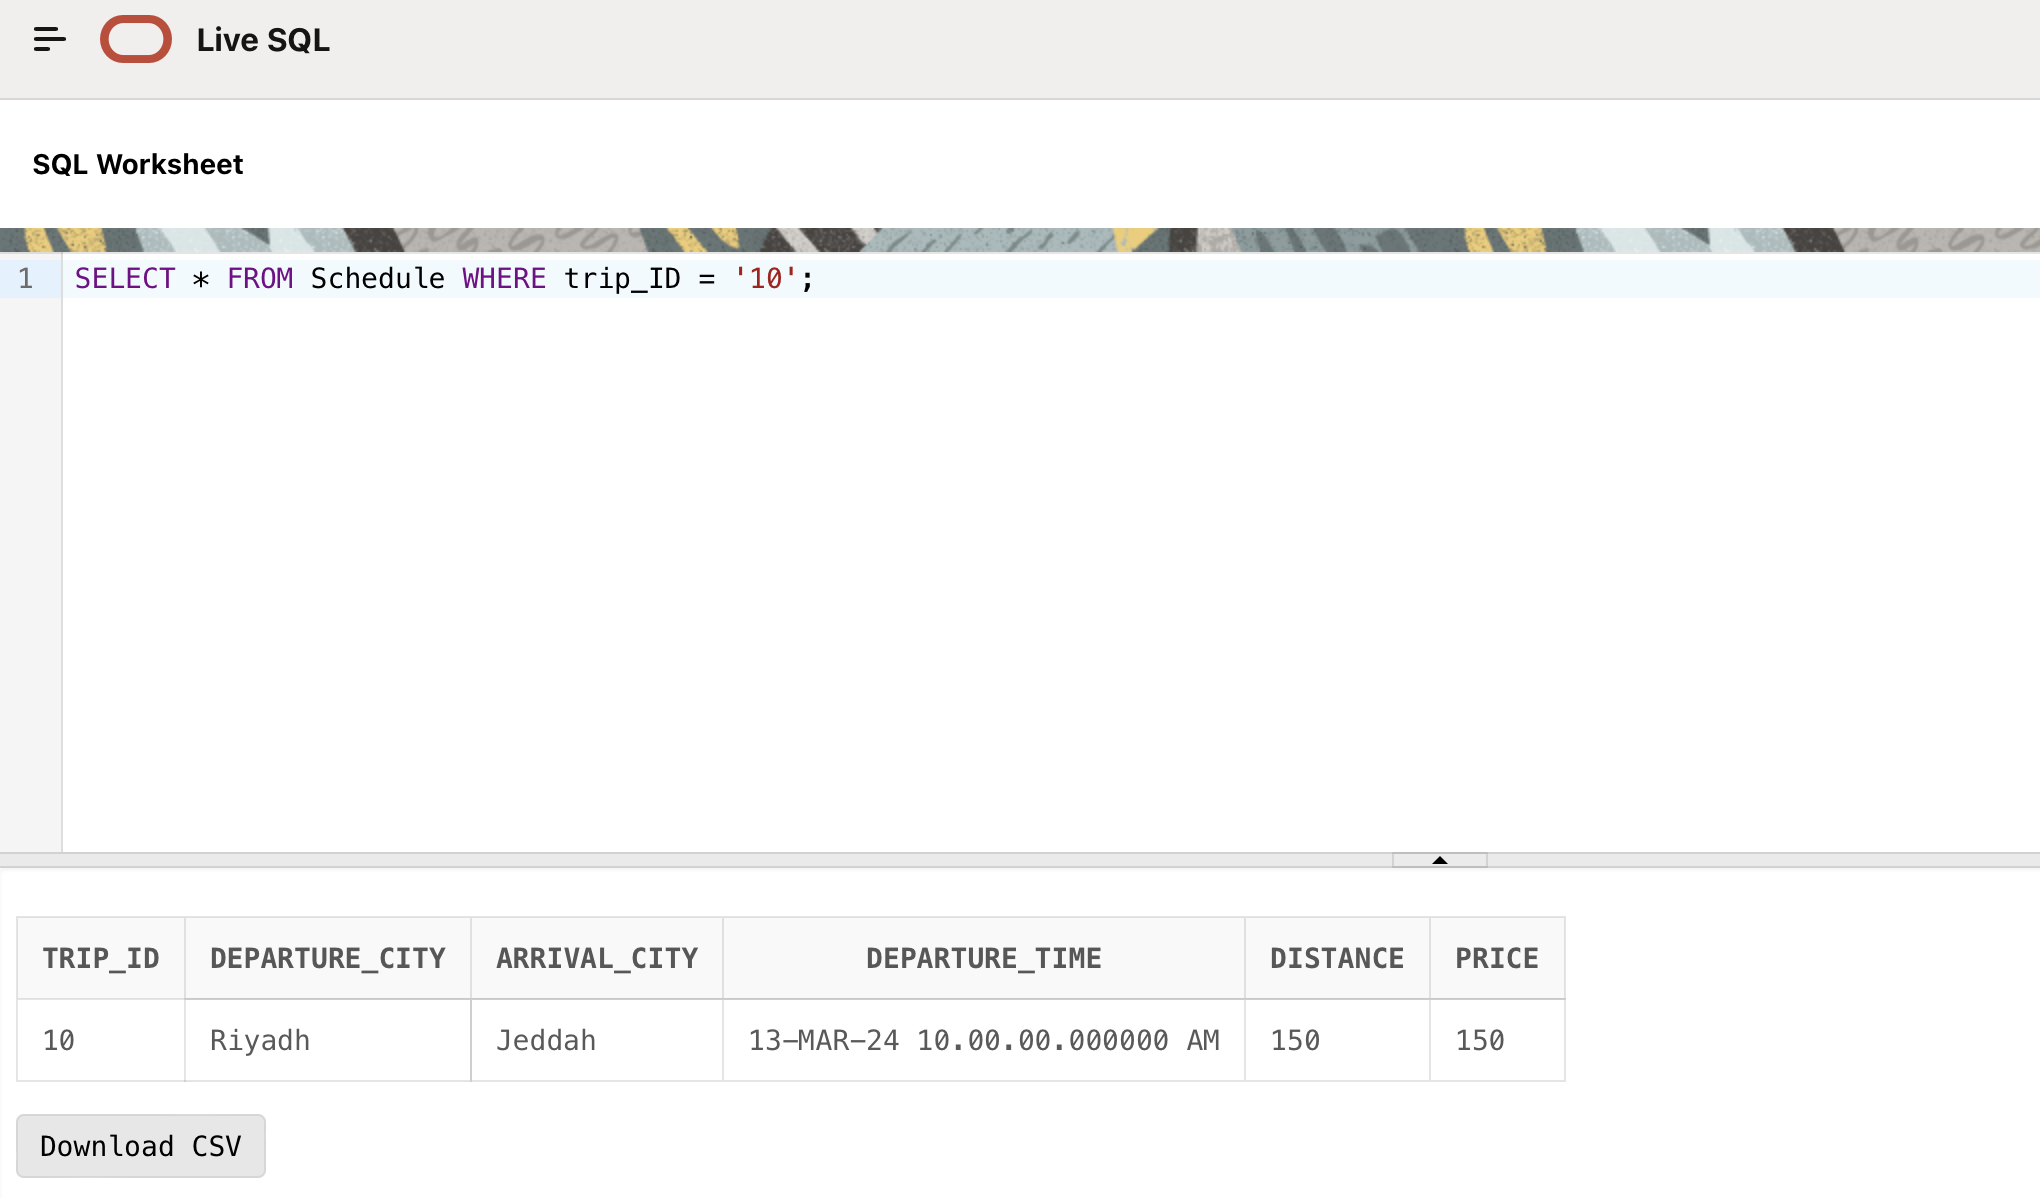 Live SQL
SQL Worksheet
1 SELECT * FROM Schedule WHERE trip_ID = '10';
TRIP_ID DEPARTURE_CITY ARRIVAL_CITY DEPARTURE_TIME DISTANCE PRICE
10 Riyadh Jeddah 13-MAR-24 10.00.00.000000 AM 150 150
Download CSV